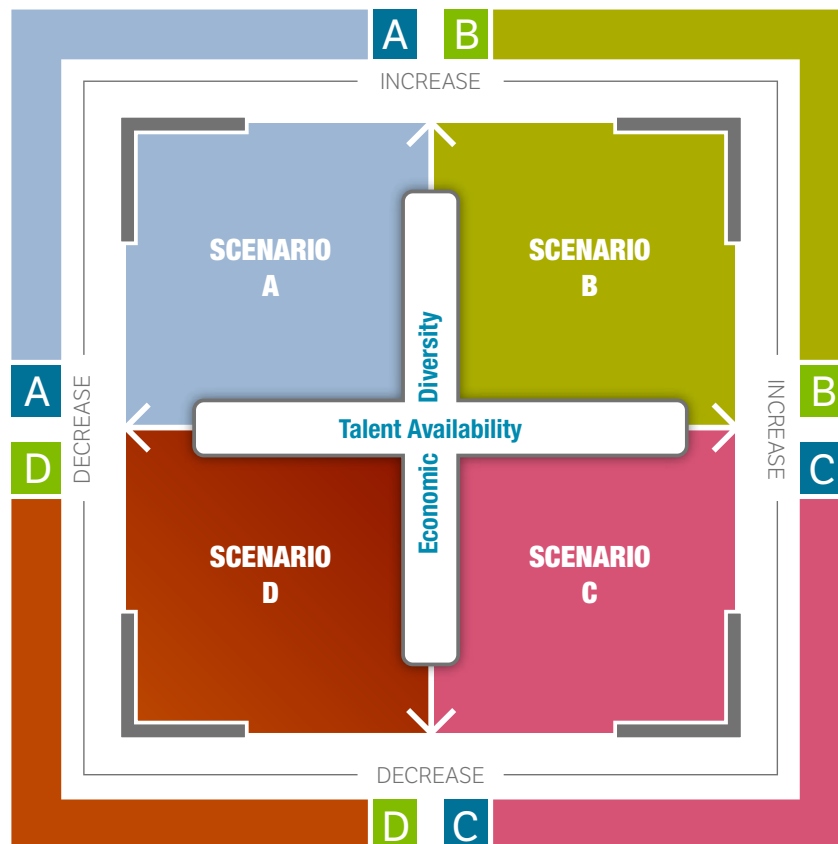 A B
INCREASE
SCENARIO
A
SCENARIO
B
Economic Diversity
A
DECREASE
Talent Availability
INCREASE
B
D
C
SCENARIO
D
SCENARIO
C
DECREASE
D C